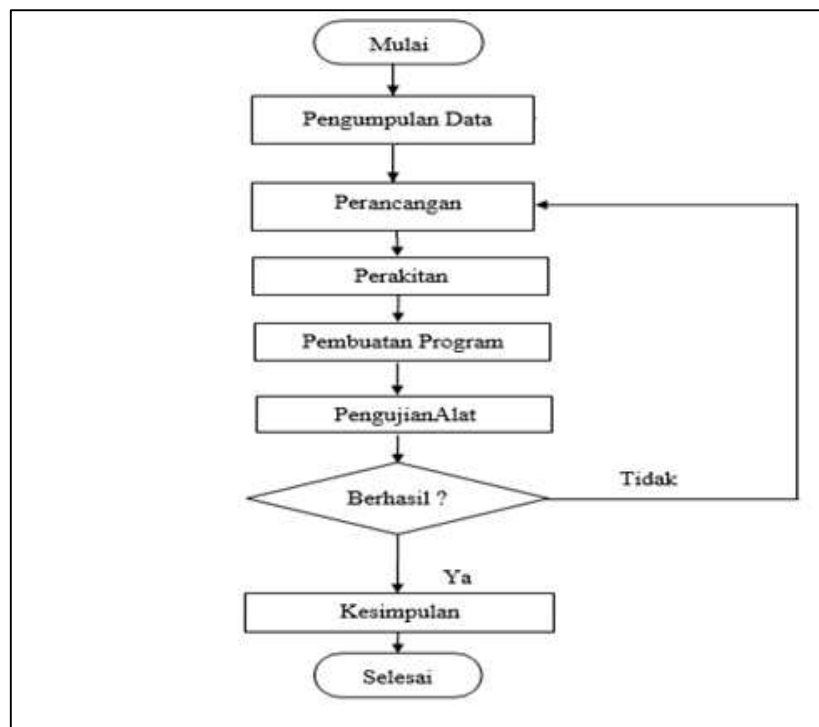 Mulai
Pengumpulan Data
Perancangan
Perakitan
Pembuatan Program
PengujianAlat
Berhasil ?
Tidak
Ya
Kesimpulan
Selesai